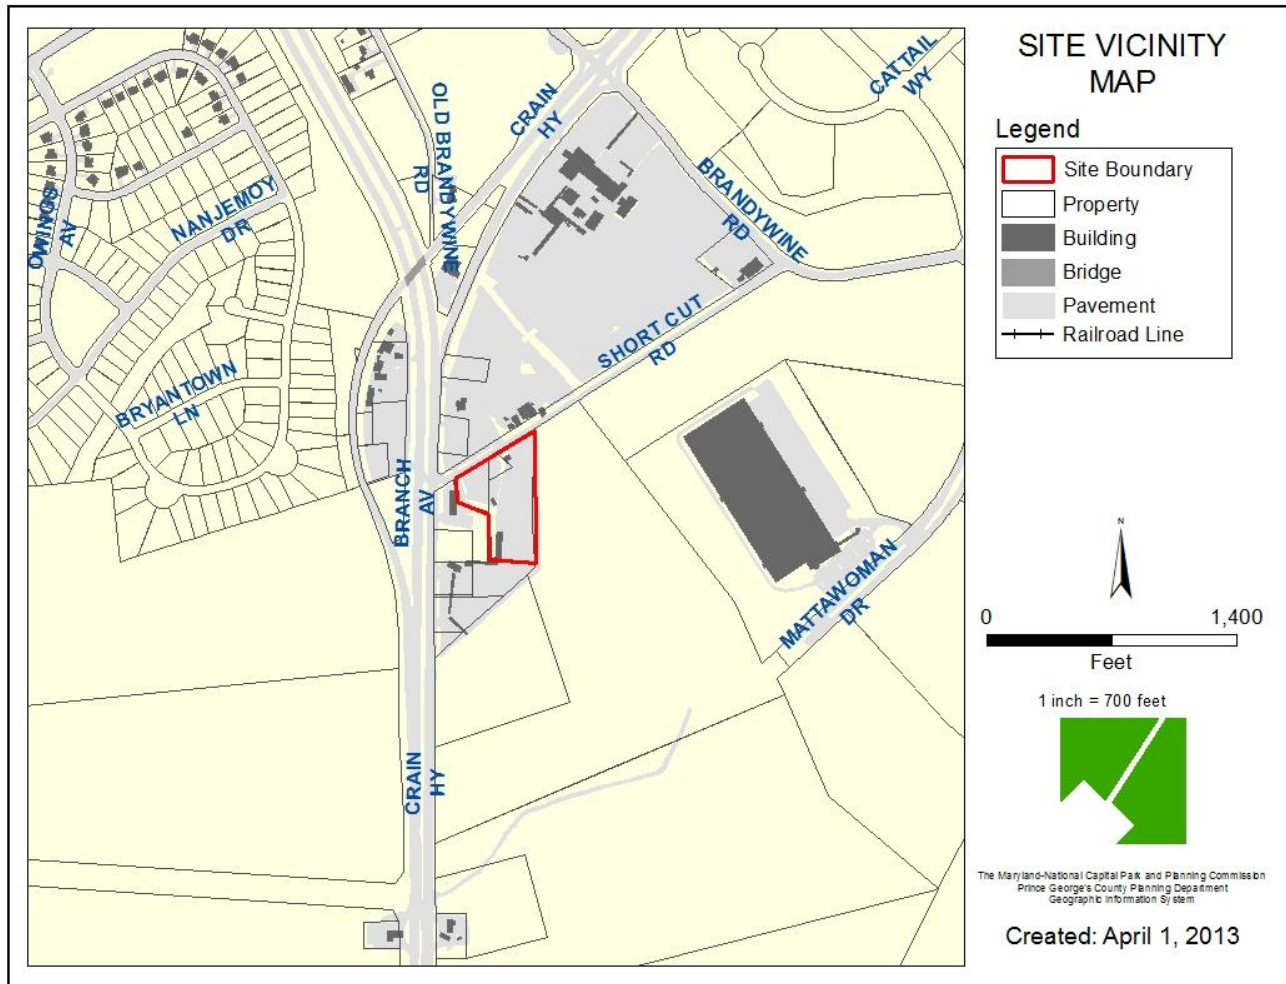 SITE VICINITY
MAP
Legend
Site Boundary
Property
Building
Bridge
Pavement
Railroad Line
N
0 1,400
Feet
1 inch = 700 feet
The Maryland-National Capital Park and Planning Commission
Prince George's County Planning Department
Geographic Information System
Created: April 1, 2013
OWINGS
AV
NANJEMOY
DR
BRYANTOWN
LN
OLD BRANDYWINE
RD
CRAIN
HY
CATTAIL
WY
BRANDYWINE
RD
SHORT CUT
RD
BRANCH
AV
MATTAWOMAN
DR
CRAIN
HY